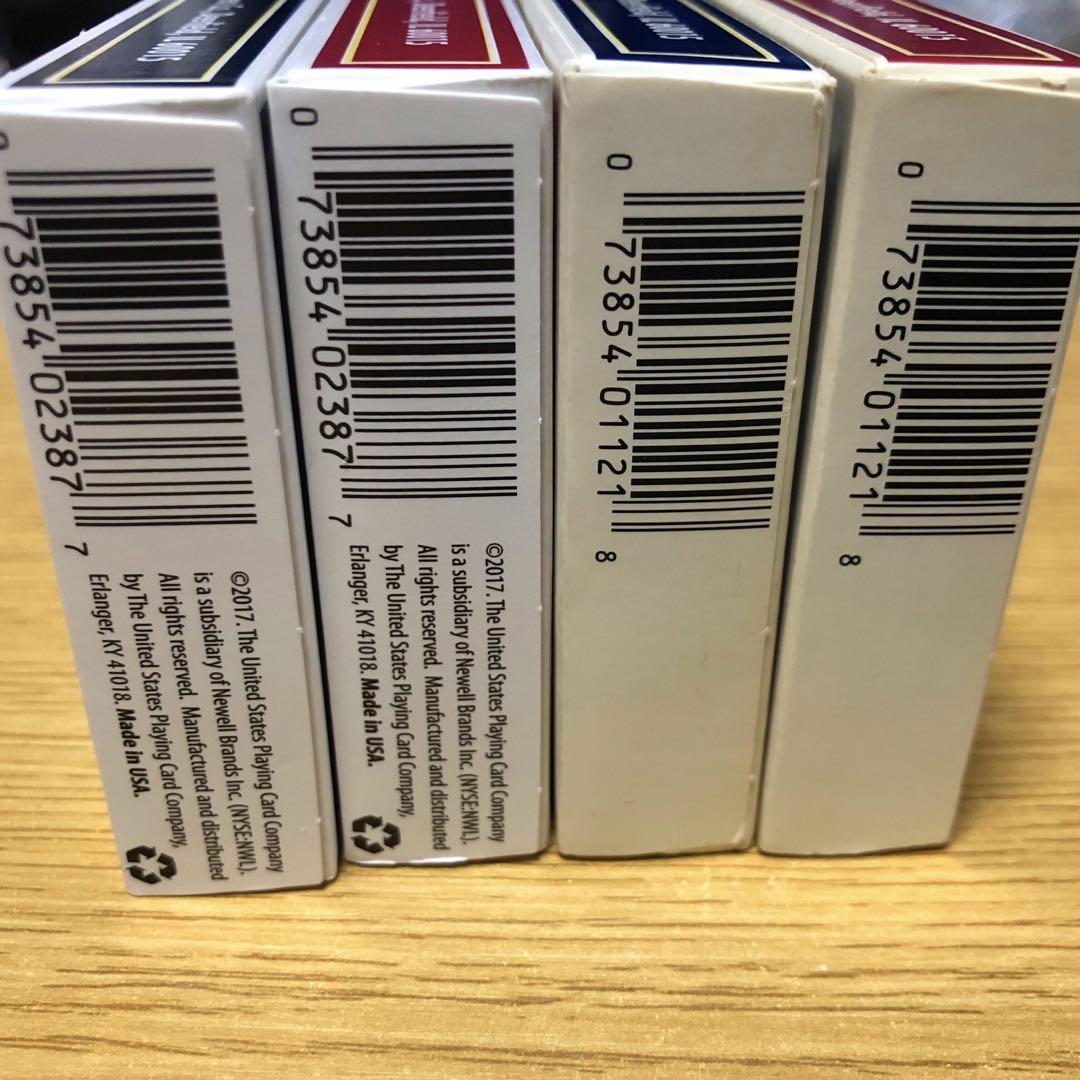 0 73854 02387 7
©2017. The United States Playing Card Company
is a subsidiary of Newell Brands Inc. (NYSE:NWL).
All rights reserved. Manufactured and distributed
by The United States Playing Card Company,
Erlanger, KY 41018. Made in USA.
0 73854 02387 7
©2017. The United States Playing Card Company
is a subsidiary of Newell Brands Inc. (NYSE:NWL).
All rights reserved. Manufactured and distributed
by The United States Playing Card Company,
Erlanger, KY 41018. Made in USA.
0 73854 01121 8
0 73854 01121 8